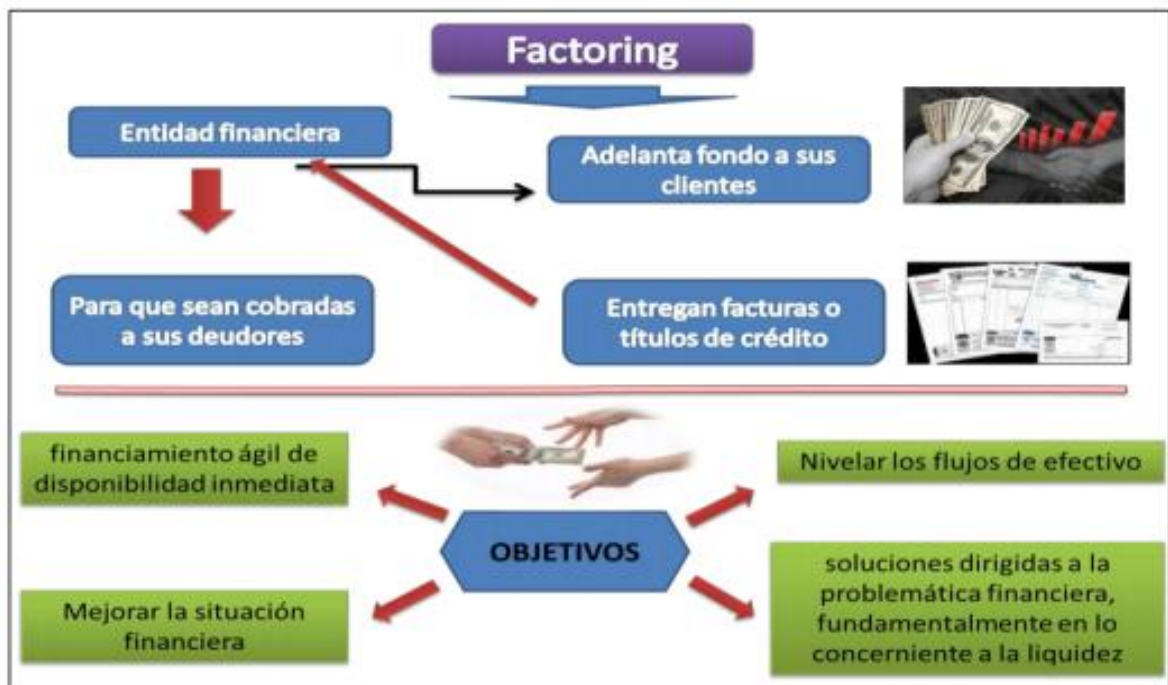 Factoring
Entidad financiera
Adelanta fondo a sus
clientes
Para que sean cobradas
a sus deudores
Entregan facturas o
títulos de crédito
financiamiento ágil de
disponibilidad inmediata
Nivelar los flujos de efectivo
OBJETIVOS
Mejorar la situación
financiera
soluciones dirigidas a la
problemática financiera,
fundamentalmente en lo
concerniente a la liquidez